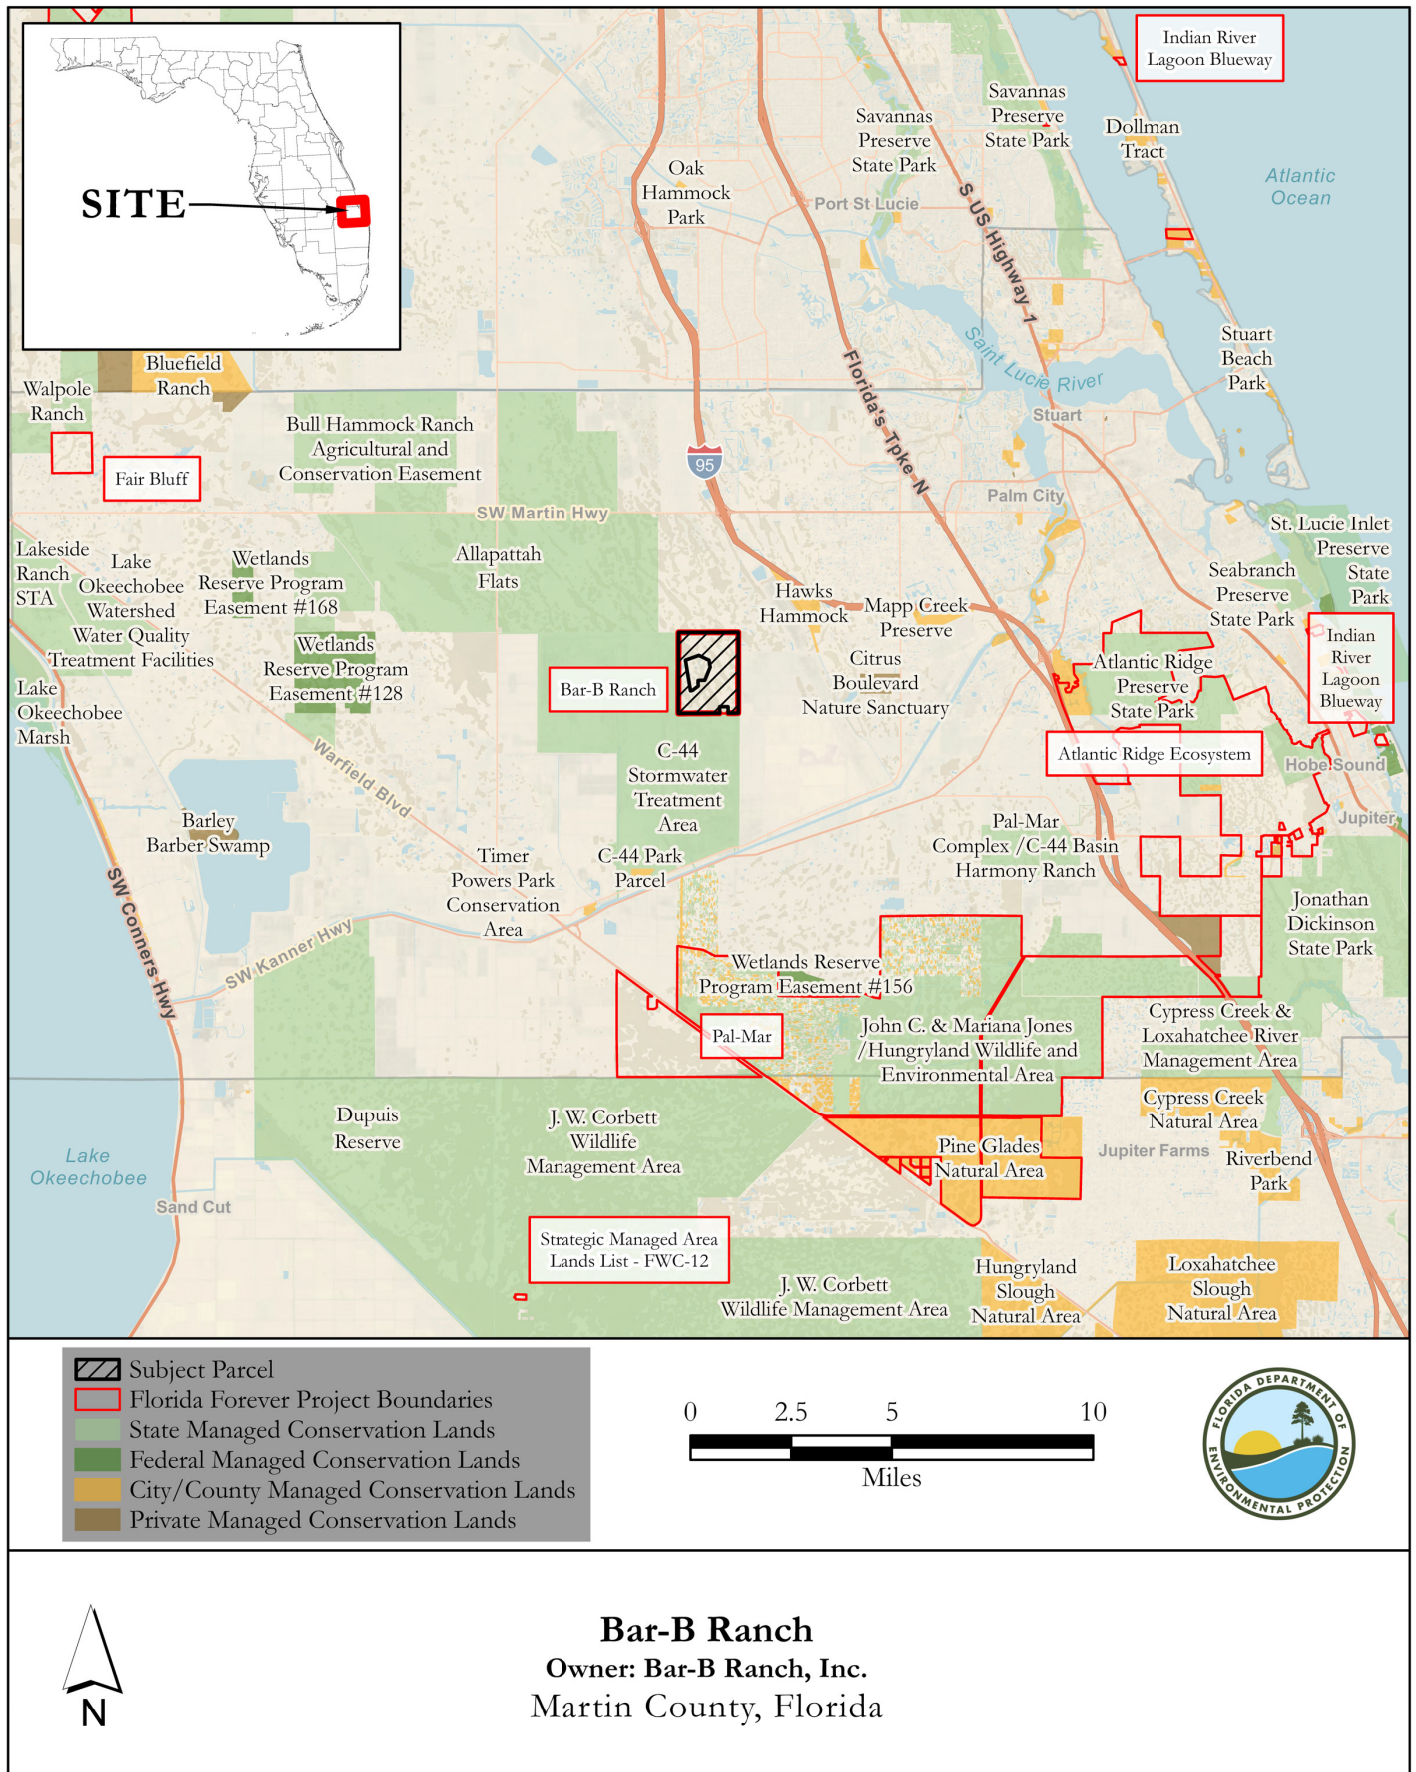 SITE
Indian River
Lagoon Blueway
Savannas
Preserve
State Park
Savannas
Preserve
State Park
Dollman
Tract
Oak
Hammock
Park
Port St Lucie
S US Highway 1
Atlantic
Ocean
Stuart
Beach
Park
Saint Lucie River
Florida's Tpke N
Bluefield
Ranch
Walpole
Ranch
Fair Bluff
Bull Hammock Ranch
Agricultural and
Conservation Easement
95
Stuart
Palm City
SW Martin Hwy
St. Lucie Inlet
Preserve
State
Park
Lakeside
Ranch
STA
Lake
Okeechobee
Watershed
Water Quality
Treatment Facilities
Wetlands
Reserve Program
Easement #168
Allapattah
Flats
Hawks
Hammock
Mapp Creek
Preserve
Seabranch
Preserve
State Park
Indian
River
Lagoon
Blueway
Wetlands
Reserve Program
Easement #128
Bar-B Ranch
Citrus
Boulevard
Nature Sanctuary
Atlantic Ridge
Preserve
State Park
Lake
Okeechobee
Marsh
Atlantic Ridge Ecosystem
Hobe Sound
Warfield Blvd
C-44
Stormwater
Treatment
Area
Jupiter
Barley
Barber Swamp
Pal-Mar
Complex /C-44 Basin
Harmony Ranch
Timer
Powers Park
Conservation
Area
C-44 Park
Parcel
SW Conners Hwy
SW Kanner Hwy
Jonathan
Dickinson
State Park
Wetlands Reserve
Program Easement #156
Pal-Mar
John C. & Mariana Jones
/Hungryland Wildlife and
Environmental Area
Cypress Creek &
Loxahatchee River
Management Area
Dupuis
Reserve
J. W. Corbett
Wildlife
Management Area
Cypress Creek
Natural Area
Pine Glades
Natural Area
Jupiter Farms
Riverbend
Park
Lake
Okeechobee
Sand Cut
Strategic Managed Area
Lands List - FWC-12
J. W. Corbett
Wildlife Management Area
Hungryland
Slough
Natural Area
Loxahatchee
Slough
Natural Area
Subject Parcel
Florida Forever Project Boundaries
State Managed Conservation Lands
Federal Managed Conservation Lands
City/County Managed Conservation Lands
Private Managed Conservation Lands
0 2.5 5 10
Miles
FLORIDA DEPARTMENT OF
ENVIRONMENTAL PROTECTION
N
Bar-B Ranch
Owner: Bar-B Ranch, Inc.
Martin County, Florida